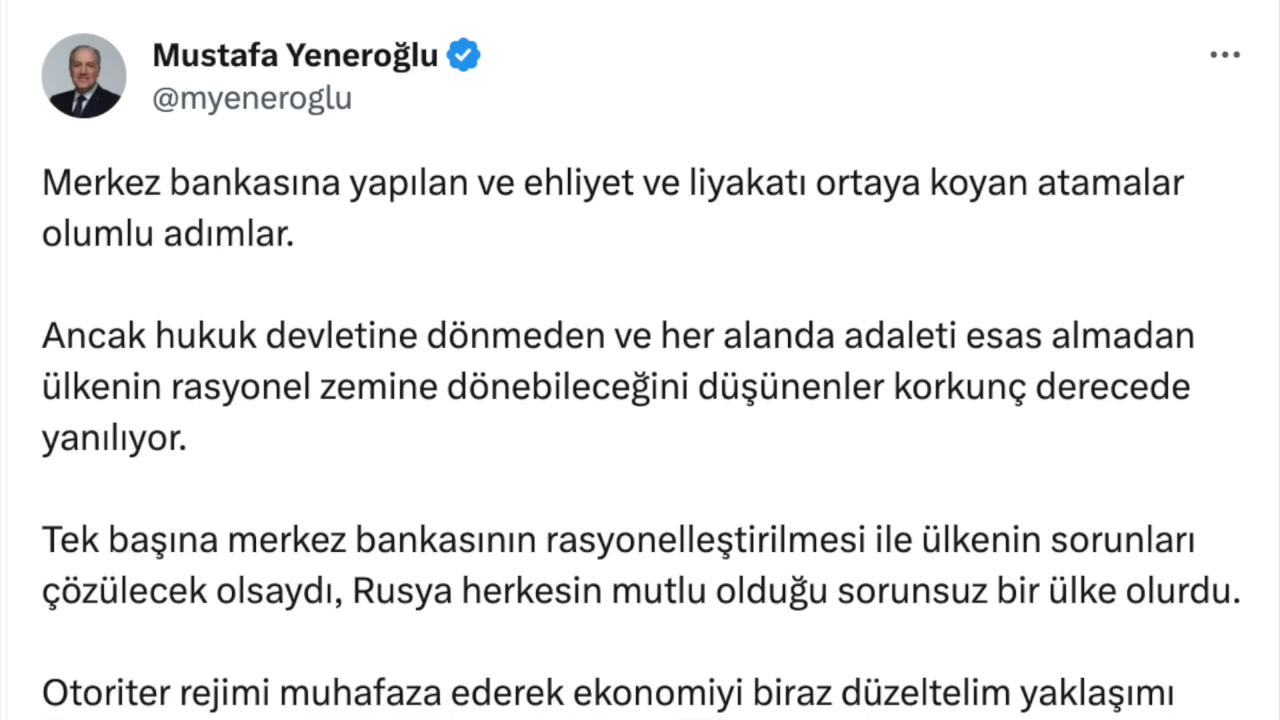 Mustafa Yeneroğlu
@myeneroglu
Merkez bankasına yapılan ve ehliyet ve liyakatı ortaya koyan atamalar
olumlu adımlar.
Ancak hukuk devletine dönmeden ve her alanda adaleti esas almadan
ülkenin rasyonel zemine dönebileceğini düşünenler korkunç derecede
yanılıyor.
Tek başına merkez bankasının rasyonelleştirilmesi ile ülkenin sorunları
çözülecek olsaydı, Rusya herkesin mutlu olduğu sorunsuz bir ülke olurdu.
Otoriter rejimi muhafaza ederek ekonomiyi biraz düzeltelim yaklaşımı